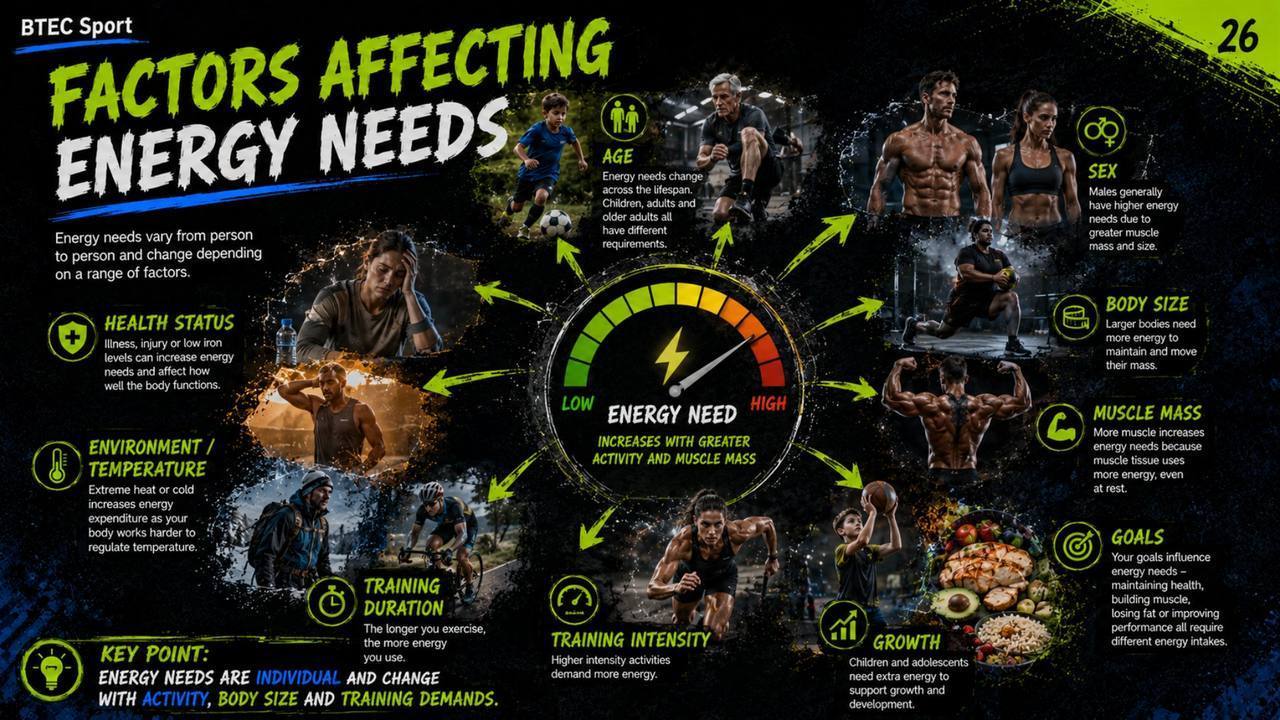 BTEC Sport
26
FACTORS AFFECTING
ENERGY NEEDS
Energy needs vary from person
to person and change depending
on a range of factors.
AGE
Energy needs change
across the lifespan.
Children, adults and
older adults all
have different
requirements.
SEX
Males generally
have higher energy
needs due to
greater muscle
mass and size.
HEALTH STATUS
Illness, injury or low iron
levels can increase energy
needs and affect how
well the body functions.
BODY SIZE
Larger bodies need
more energy to
maintain and move
their mass.
LOW
HIGH
ENERGY NEED
INCREASES WITH GREATER
ACTIVITY AND MUSCLE MASS
MUSCLE MASS
More muscle increases
energy needs because
muscle tissue uses
more energy, even
at rest.
ENVIRONMENT /
TEMPERATURE
Extreme heat or cold
increases energy
expenditure as your
body works harder to
regulate temperature.
GOALS
Your goals influence
energy needs –
maintaining health,
building muscle,
losing fat or improving
performance all require
different energy intakes.
TRAINING
DURATION
The longer you exercise,
the more energy
you use.
TRAINING INTENSITY
Higher intensity activities
demand more energy.
GROWTH
Children and adolescents
need extra energy to
support growth and
development.
KEY POINT:
ENERGY NEEDS ARE INDIVIDUAL AND CHANGE
WITH ACTIVITY, BODY SIZE AND TRAINING DEMANDS.